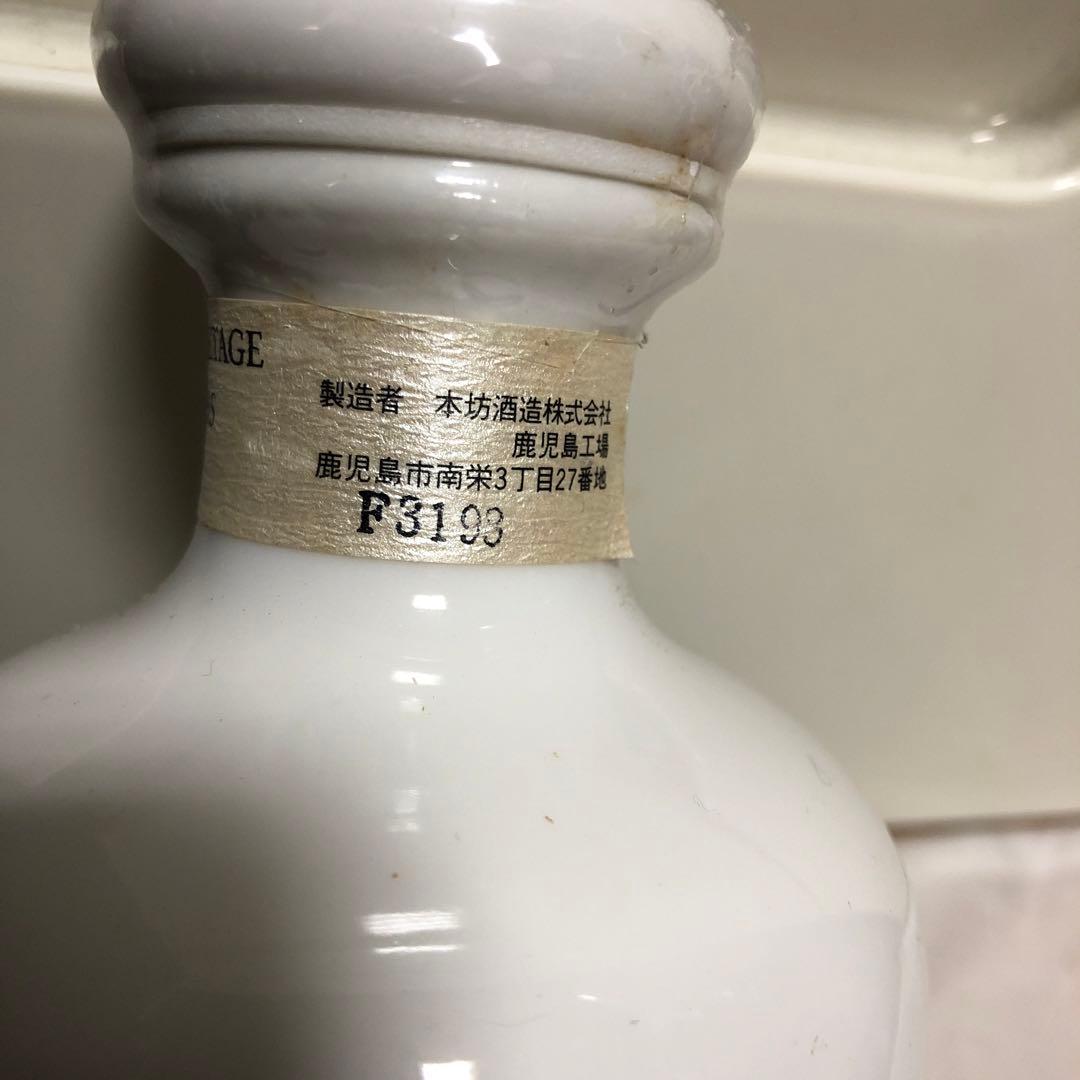 YAGE
S
製造者 本坊酒造株式会社
鹿児島工場
鹿児島市南栄3丁目27番地
F3193